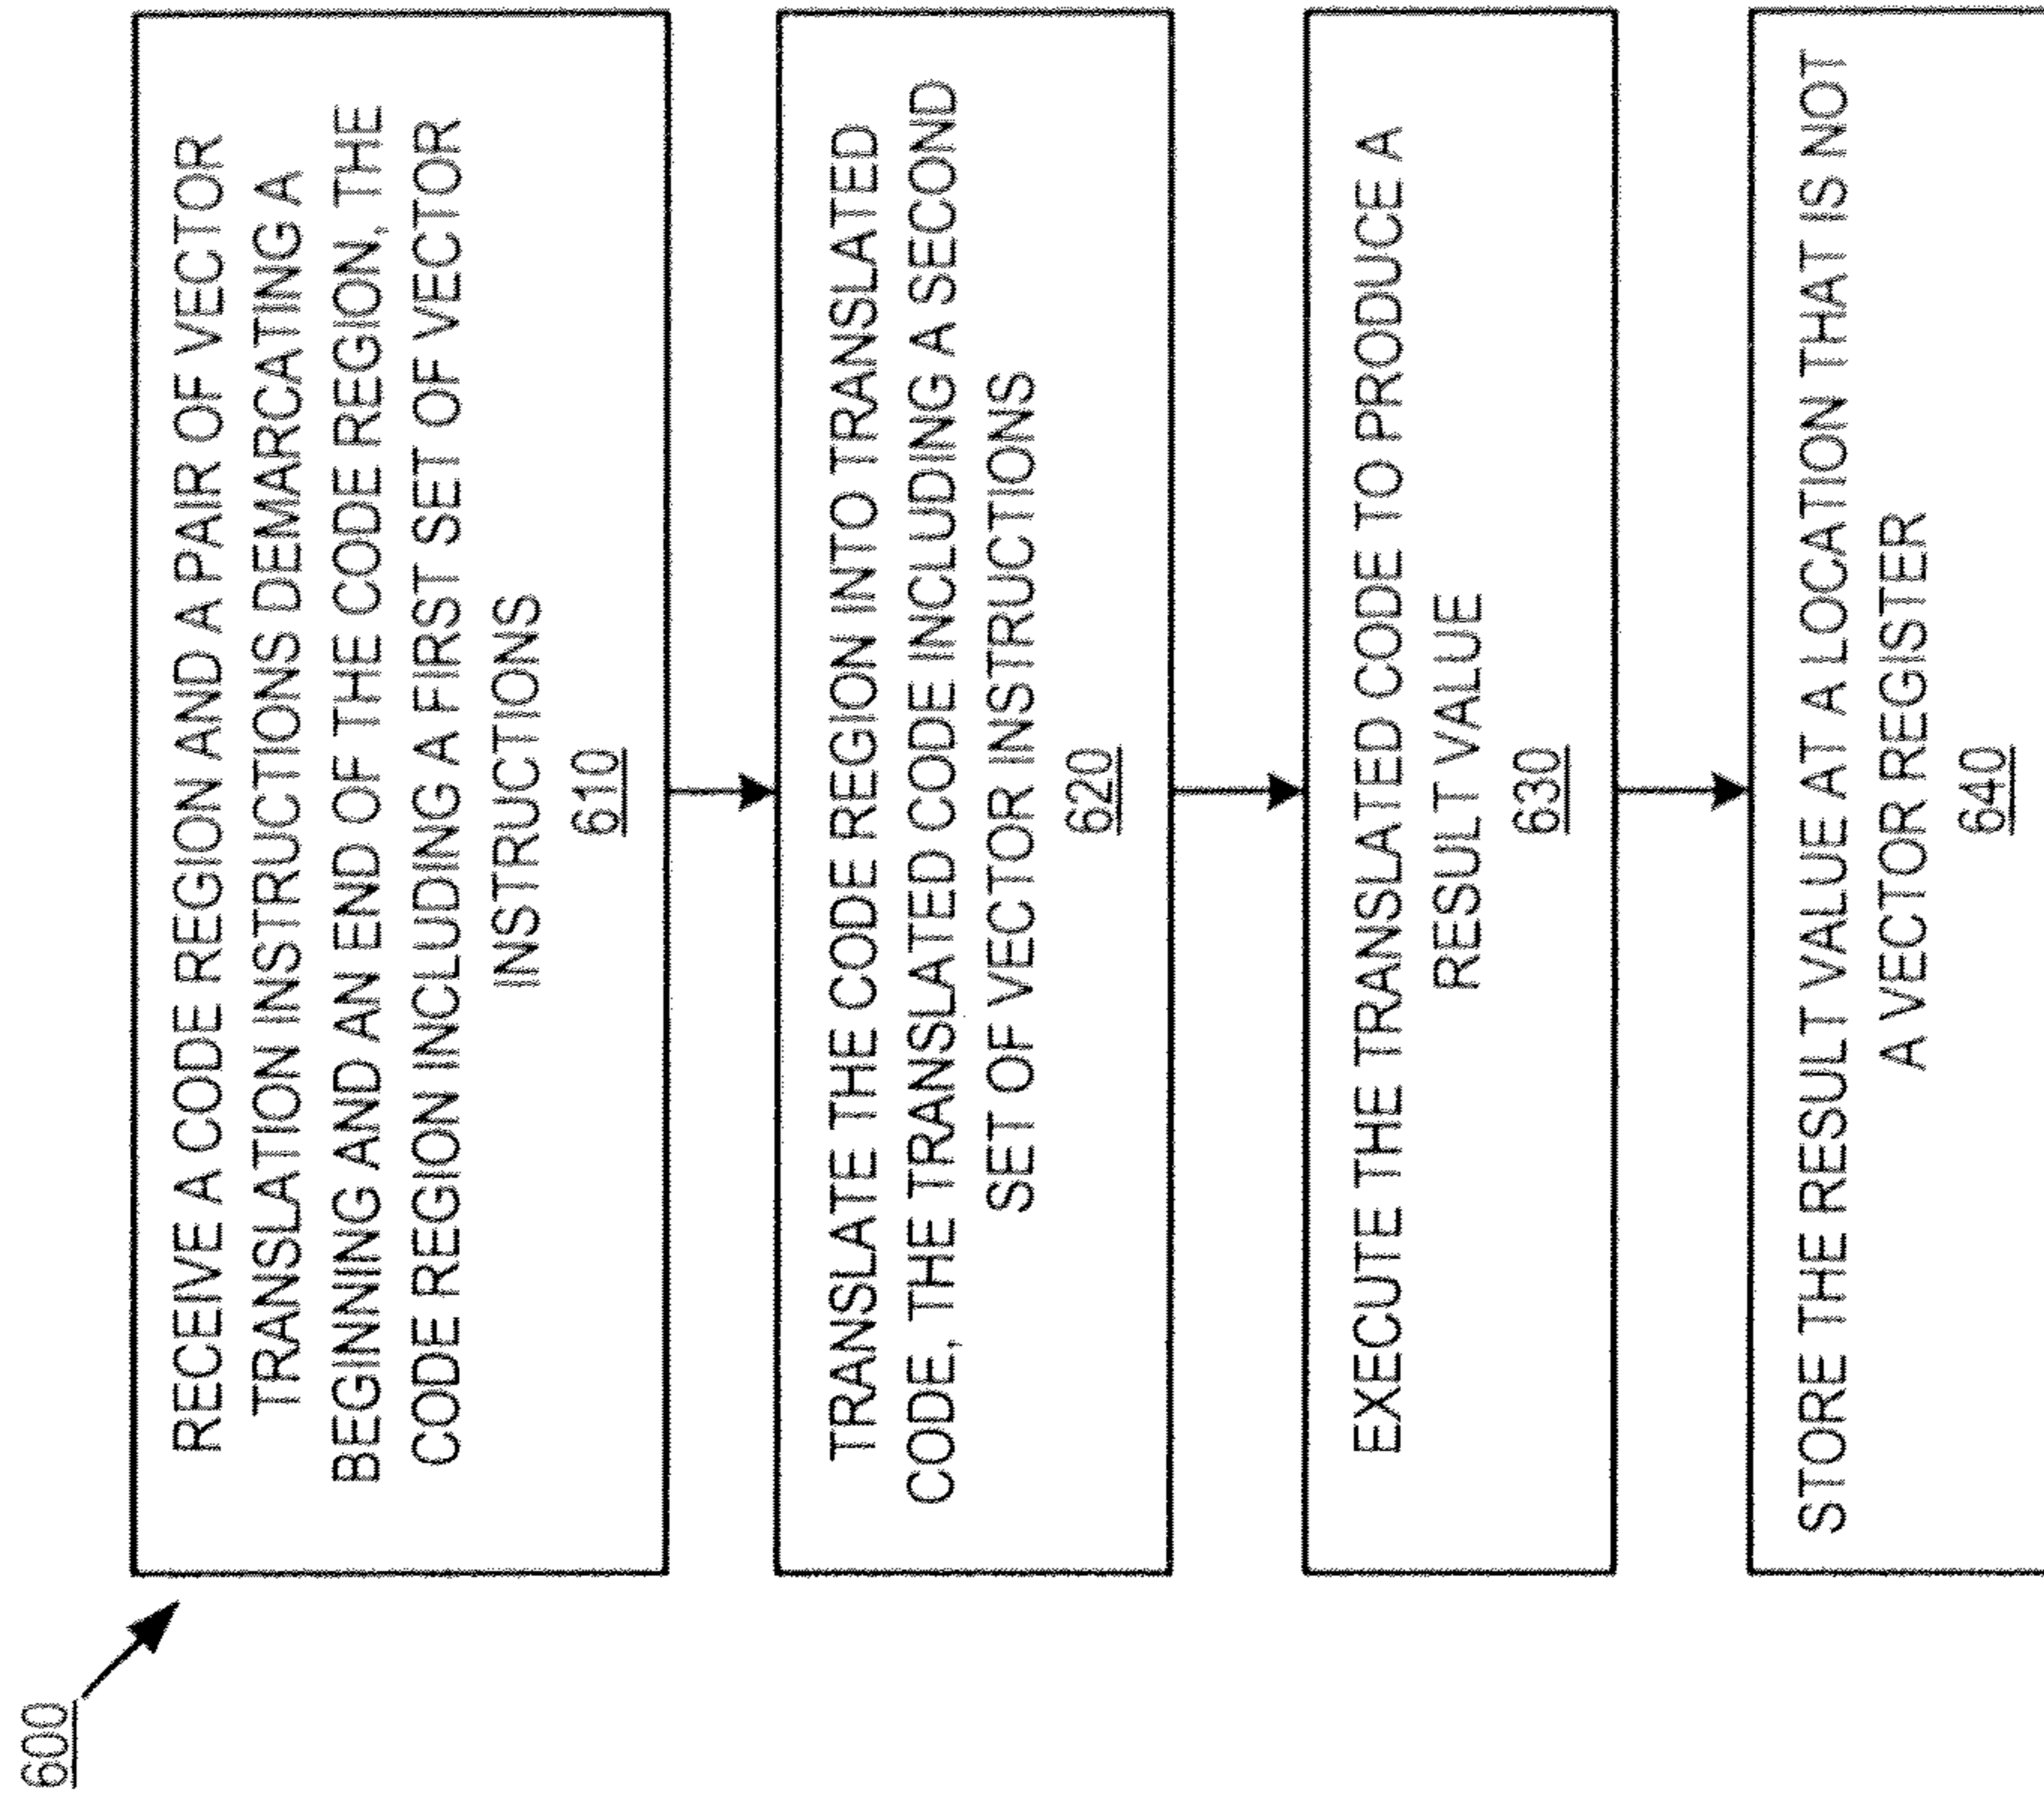 600
RECEIVE A CODE REGION AND A PAIR OF VECTOR
TRANSLATION INSTRUCTIONS DEMARCATING A
BEGINNING AND AN END OF THE CODE REGION, THE
CODE REGION INCLUDING A FIRST SET OF VECTOR
INSTRUCTIONS
610
TRANSLATE THE CODE REGION INTO TRANSLATED
CODE, THE TRANSLATED CODE INCLUDING A SECOND
SET OF VECTOR INSTRUCTIONS
620
EXECUTE THE TRANSLATED CODE TO PRODUCE A
RESULT VALUE
630
STORE THE RESULT VALUE AT A LOCATION THAT IS NOT
A VECTOR REGISTER
640